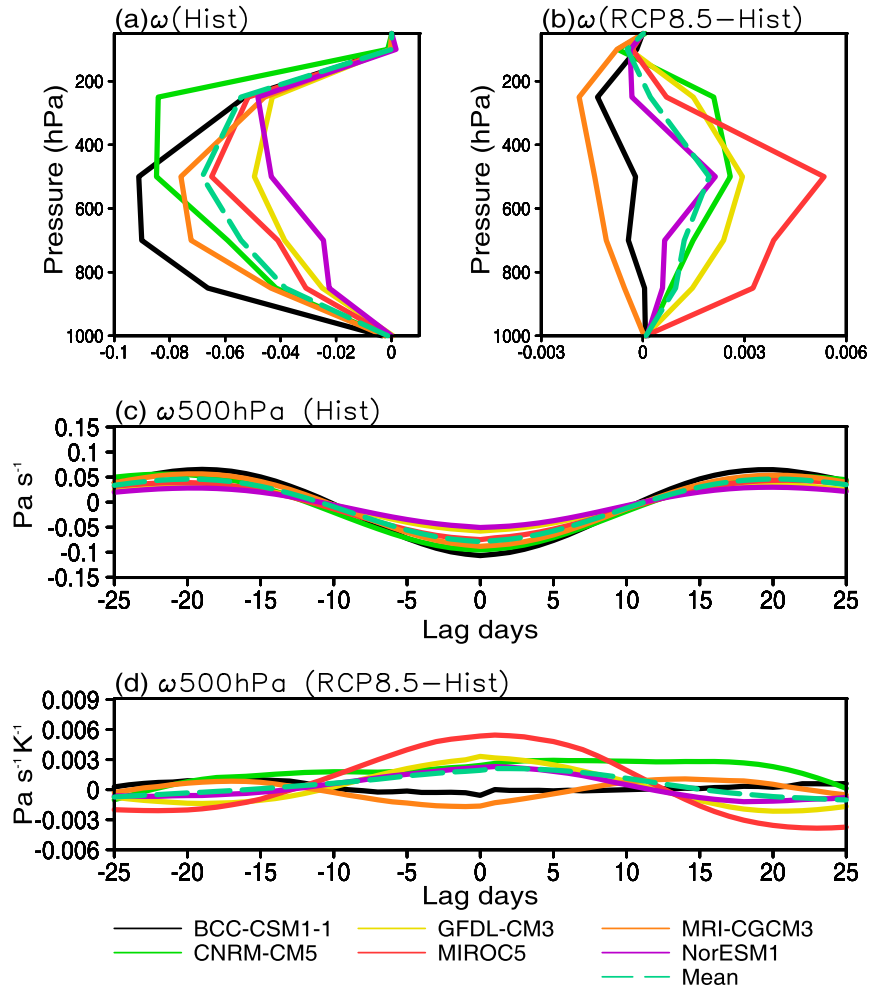 (a)ω(Hist)
(b)ω(RCP8.5−Hist)
Pressure (hPa)
200
400
600
800
1000
-0.1 -0.08 -0.06 -0.04 -0.02 0
Pressure (hPa)
200
400
600
800
1000
-0.003 0 0.003 0.006
(c) ω500hPa (Hist)
Pa s⁻¹
0.15
0.1
0.05
0
-0.05
-0.1
-0.15
-25 -20 -15 -10 -5 0 5 10 15 20 25
Lag days
(d) ω500hPa (RCP8.5−Hist)
Pa s⁻¹ K⁻¹
0.009
0.006
0.003
0
-0.003
-0.006
-25 -20 -15 -10 -5 0 5 10 15 20 25
Lag days
BCC-CSM1-1 GFDL-CM3 MRI-CGCM3
CNRM-CM5 MIROC5 NorESM1
Mean